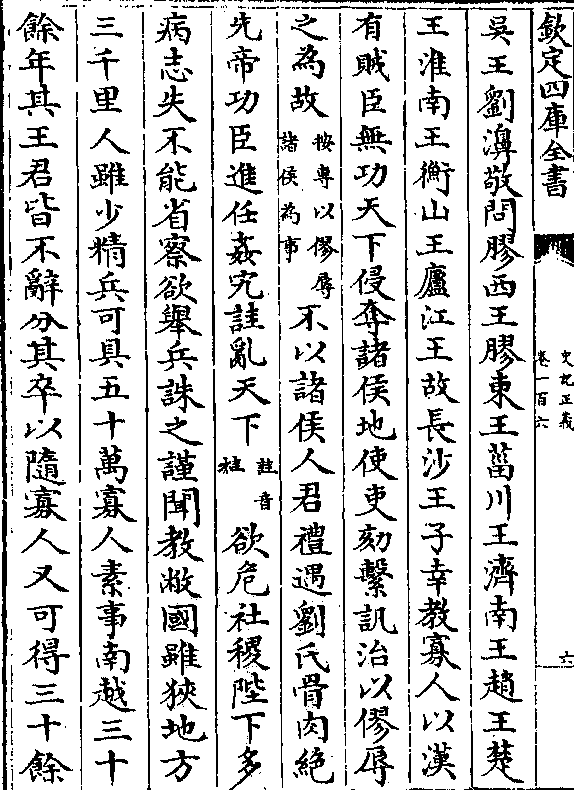 欽定四庫全書
史記正義
卷一百六
六
吳王劉濞敬問膠西王膠東王菑川王濟南王趙王楚
王淮南王衡山王廬江王故長沙王子幸教寡人以漢
有賊臣無功天下侵奪諸侯地使吏劾繫訊治以僇辱
之為故按專以僇辱諸侯為事不以諸侯人君禮遇劉氏骨肉絶
先帝功臣進任姦宄詿亂天下詿音卦欲危社稷陛下多
病志失不能省察欲舉兵誅之謹聞教敝國雖狹地方
三千里人雖少精兵可具五十萬寡人素事南越三十
餘年其王君皆不辭分其卒以隨寡人又可得三十餘